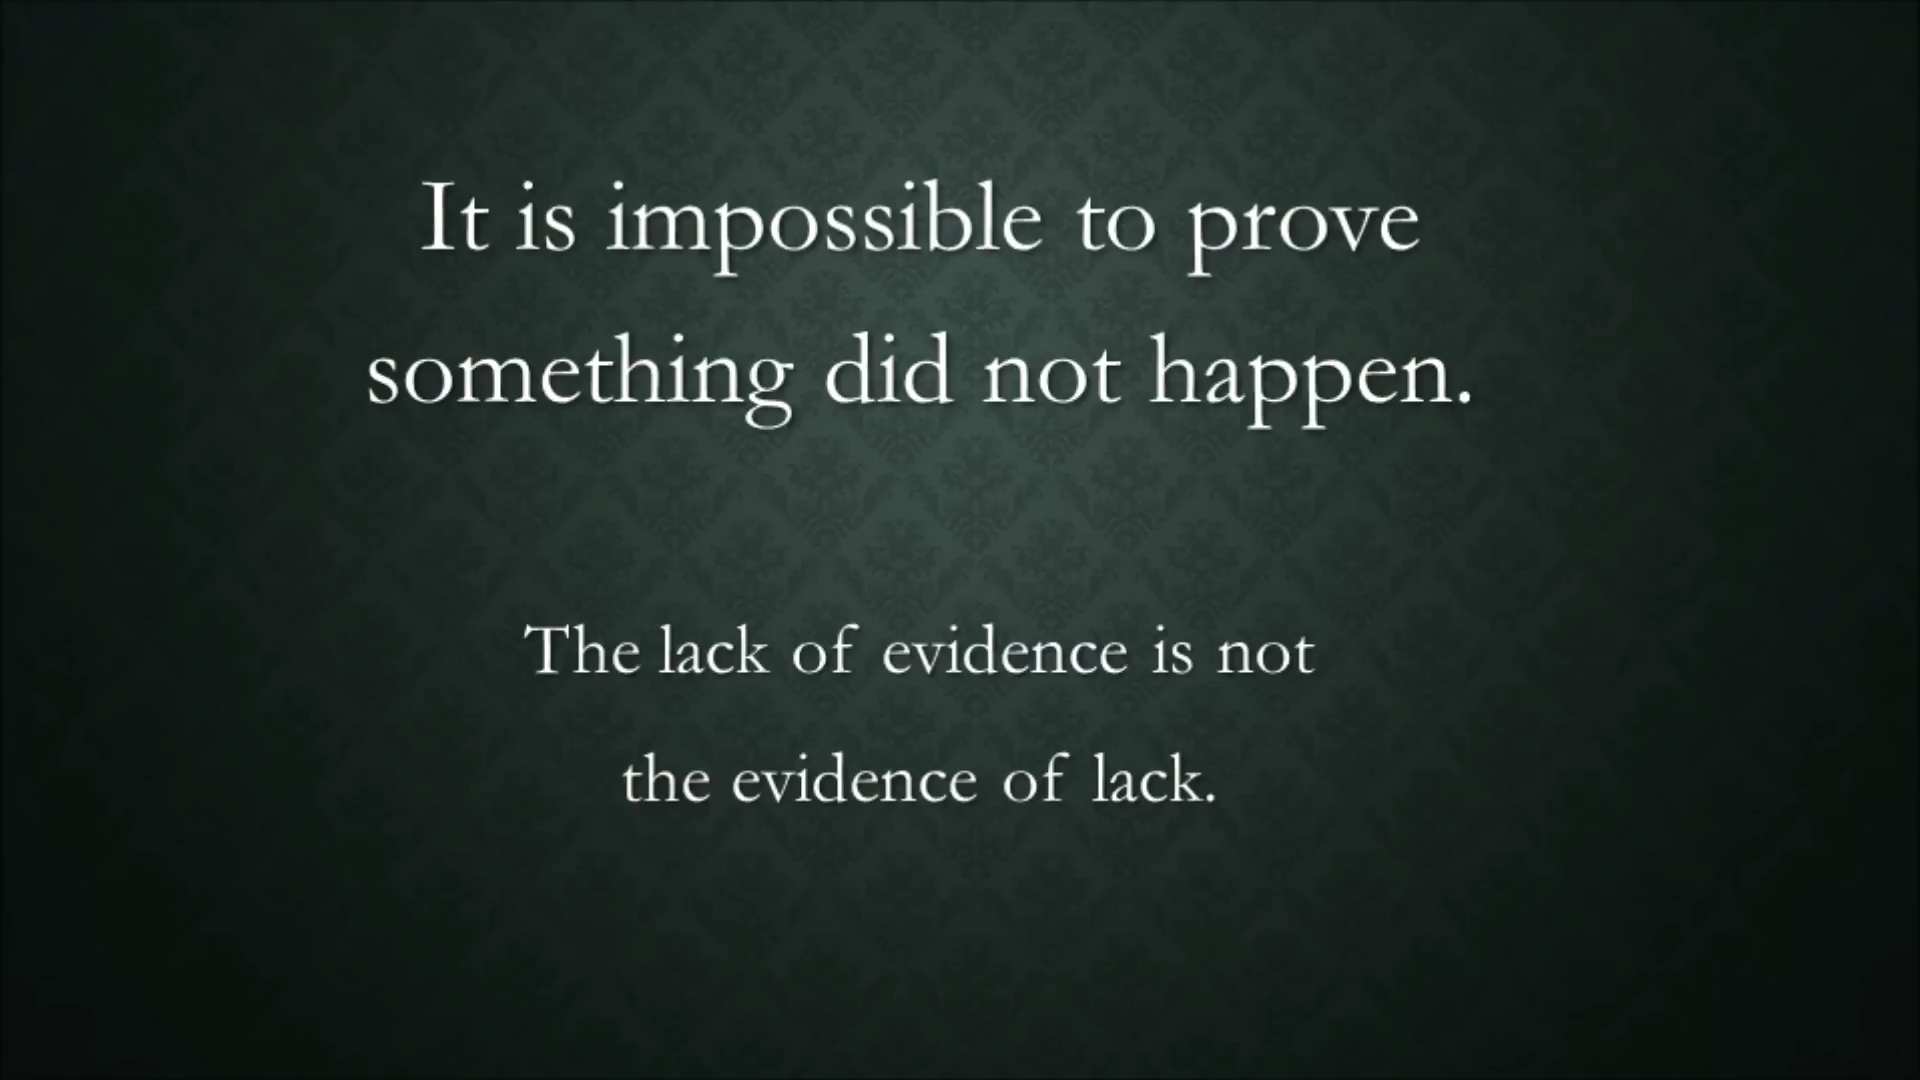 It is impossible to prove
something did not happen.
The lack of evidence is not
the evidence of lack.